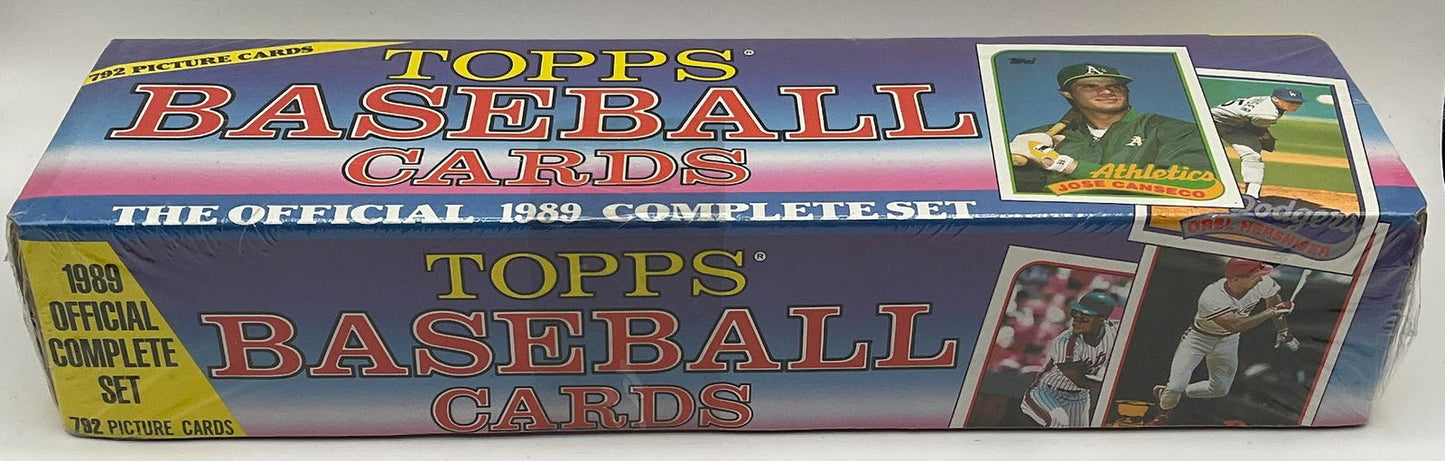 792 PICTURE CARDS
TOPPS®
BASEBALL
CARDS
THE OFFICIAL 1989 COMPLETE SET
Topps
A's
A's
Athletics
JOSE CANSECO
LA
Dodgers
OREL HERSHISER
1989
OFFICIAL
COMPLETE
SET
792 PICTURE CARDS
TOPPS®
BASEBALL
CARDS